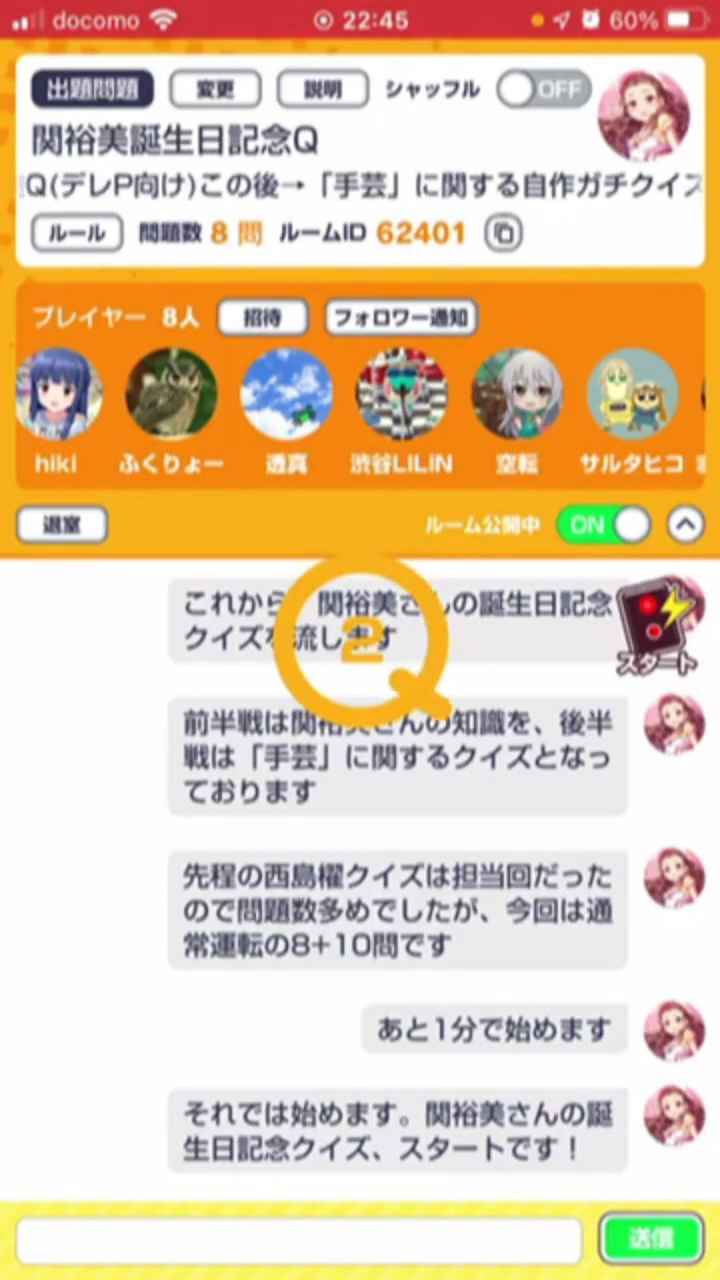 docomo 22:45 60%
出題問題 変更 説明 シャッフル OFF
関裕美誕生日記念Q
Q(デレP向け)この後→「手芸」に関する自作ガチクイズ
ルール 問題数 8 問 ルームID 62401
プレイヤー 8人 招待 フォロワー通知
hiki ふくりょー 透真 渋谷LILIN 空転 サルタヒコ
退室 ルーム公開中 ON
これから 関裕美さんの誕生日記念
クイズを流します
2
スタート
前半戦は関裕美さんの知識を、後半
戦は「手芸」に関するクイズとなっ
ております
先程の西島櫂クイズは担当回だった
ので問題数多めでしたが、今回は通
常運転の8+10問です
あと1分で始めます
それでは始めます。関裕美さんの誕
生日記念クイズ、スタートです！
送信